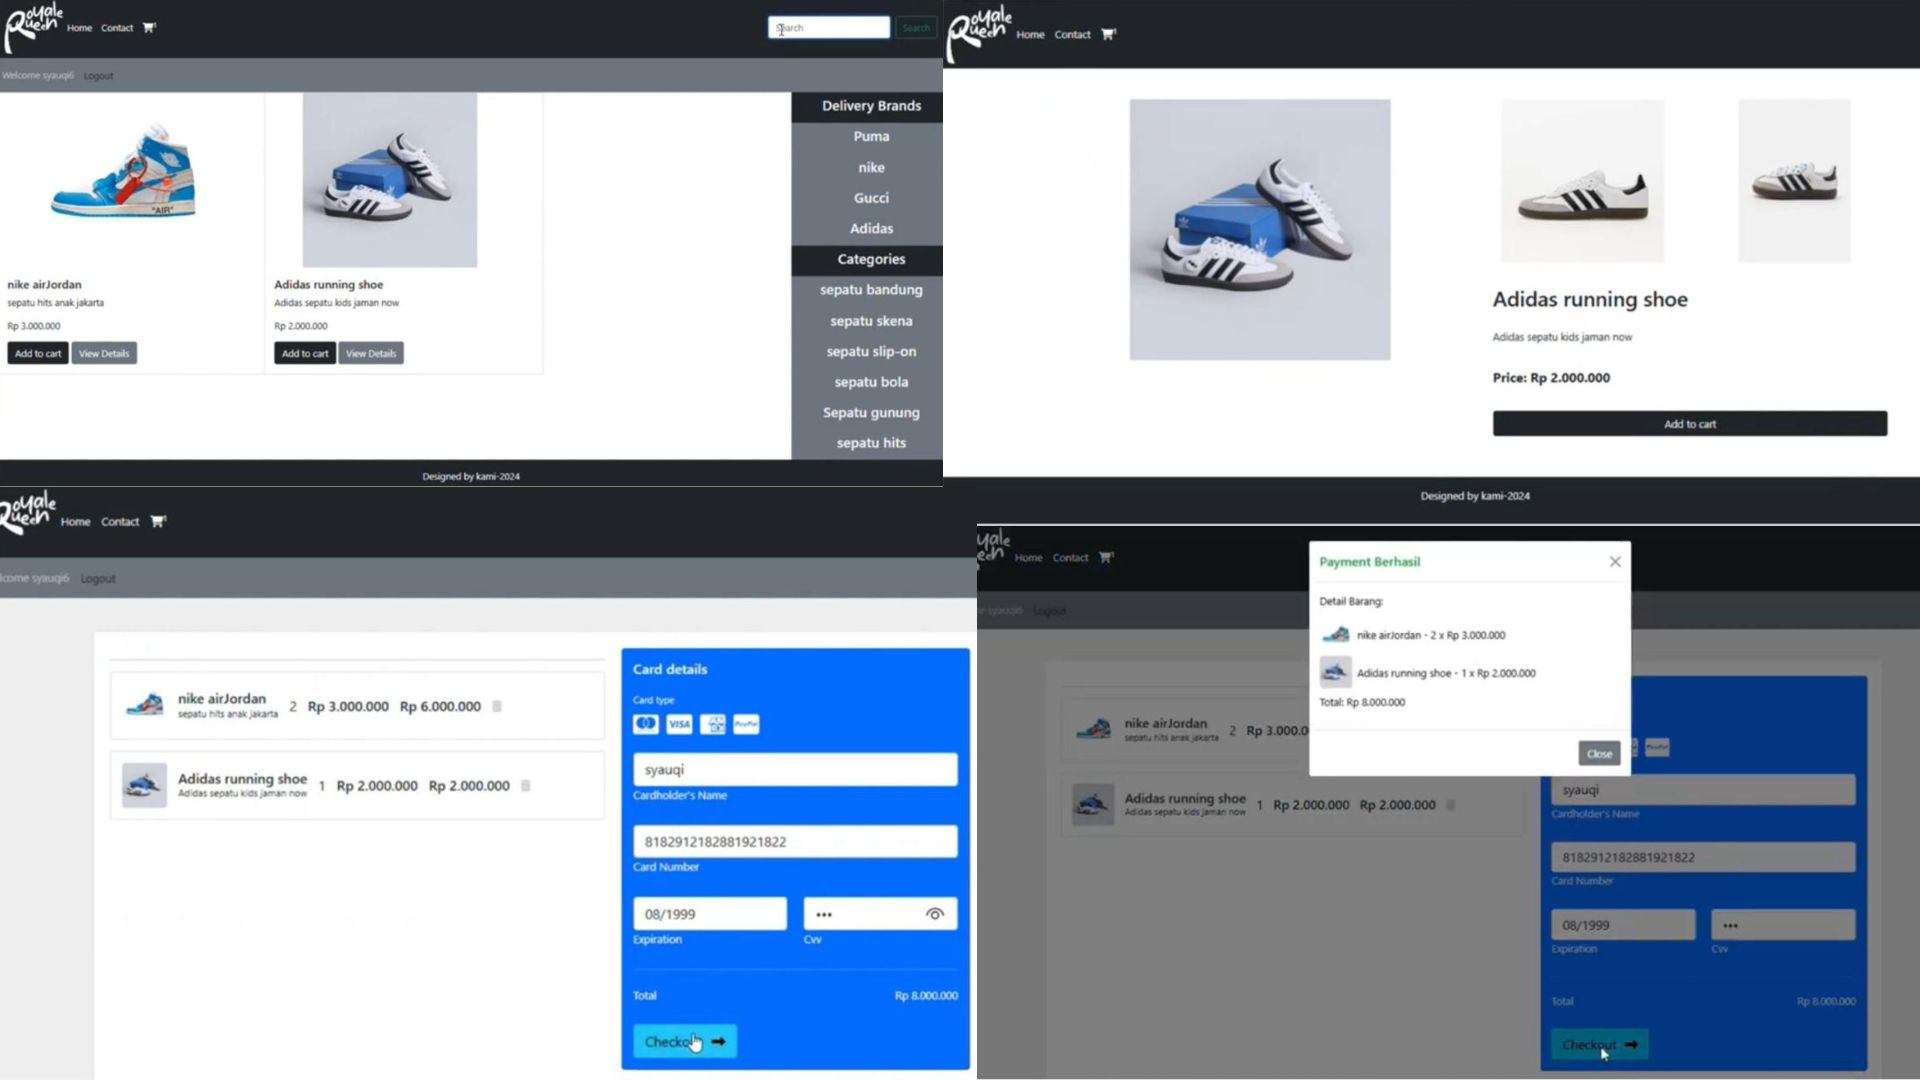 Royale Queen
Home Contact 1
Search Search
Welcome syauqi6 Logout
Delivery Brands
Puma
nike
Gucci
Adidas
Categories
sepatu bandung
sepatu skena
sepatu slip-on
sepatu bola
Sepatu gunung
sepatu hits
"AIR"
nike airJordan
sepatu hits anak jakarta
Rp 3.000.000
Add to cart View Details
Adidas running shoe
Adidas sepatu kids jaman now
Rp 2.000.000
Add to cart View Details
Designed by kami-2024
Royale Queen
Home Contact 1
Adidas running shoe
Adidas sepatu kids jaman now
Price: Rp 2.000.000
Add to cart
Designed by kami-2024
Royale Queen
Home Contact 1
lcome syauqi6 Logout
nike airJordan
sepatu hits anak jakarta
2 Rp 3.000.000 Rp 6.000.000
Adidas running shoe
Adidas sepatu kids jaman now
1 Rp 2.000.000 Rp 2.000.000
Card details
Card type
VISA PayPal
syauqi
Cardholder's Name
8182912182881921822
Card Number
08/1999
Expiration
•••
Cvv
Total Rp 8.000.000
Checko
yale
een
Home Contact 1
syauqi6 Logout
Payment Berhasil
Detail Barang:
nike airJordan - 2 x Rp 3.000.000
Adidas running shoe - 1 x Rp 2.000.000
Total: Rp 8.000.000
Close
nike airJordan
sepatu hits anak jakarta
2 Rp 3.000.0
Adidas running shoe
Adidas sepatu kids jaman now
1 Rp 2.000.000 Rp 2.000.000
PayPal
syauqi
Cardholder's Name
8182912182881921822
Card Number
08/1999
Expiration
•••
Cvv
Total Rp 8.000.000
Checkout